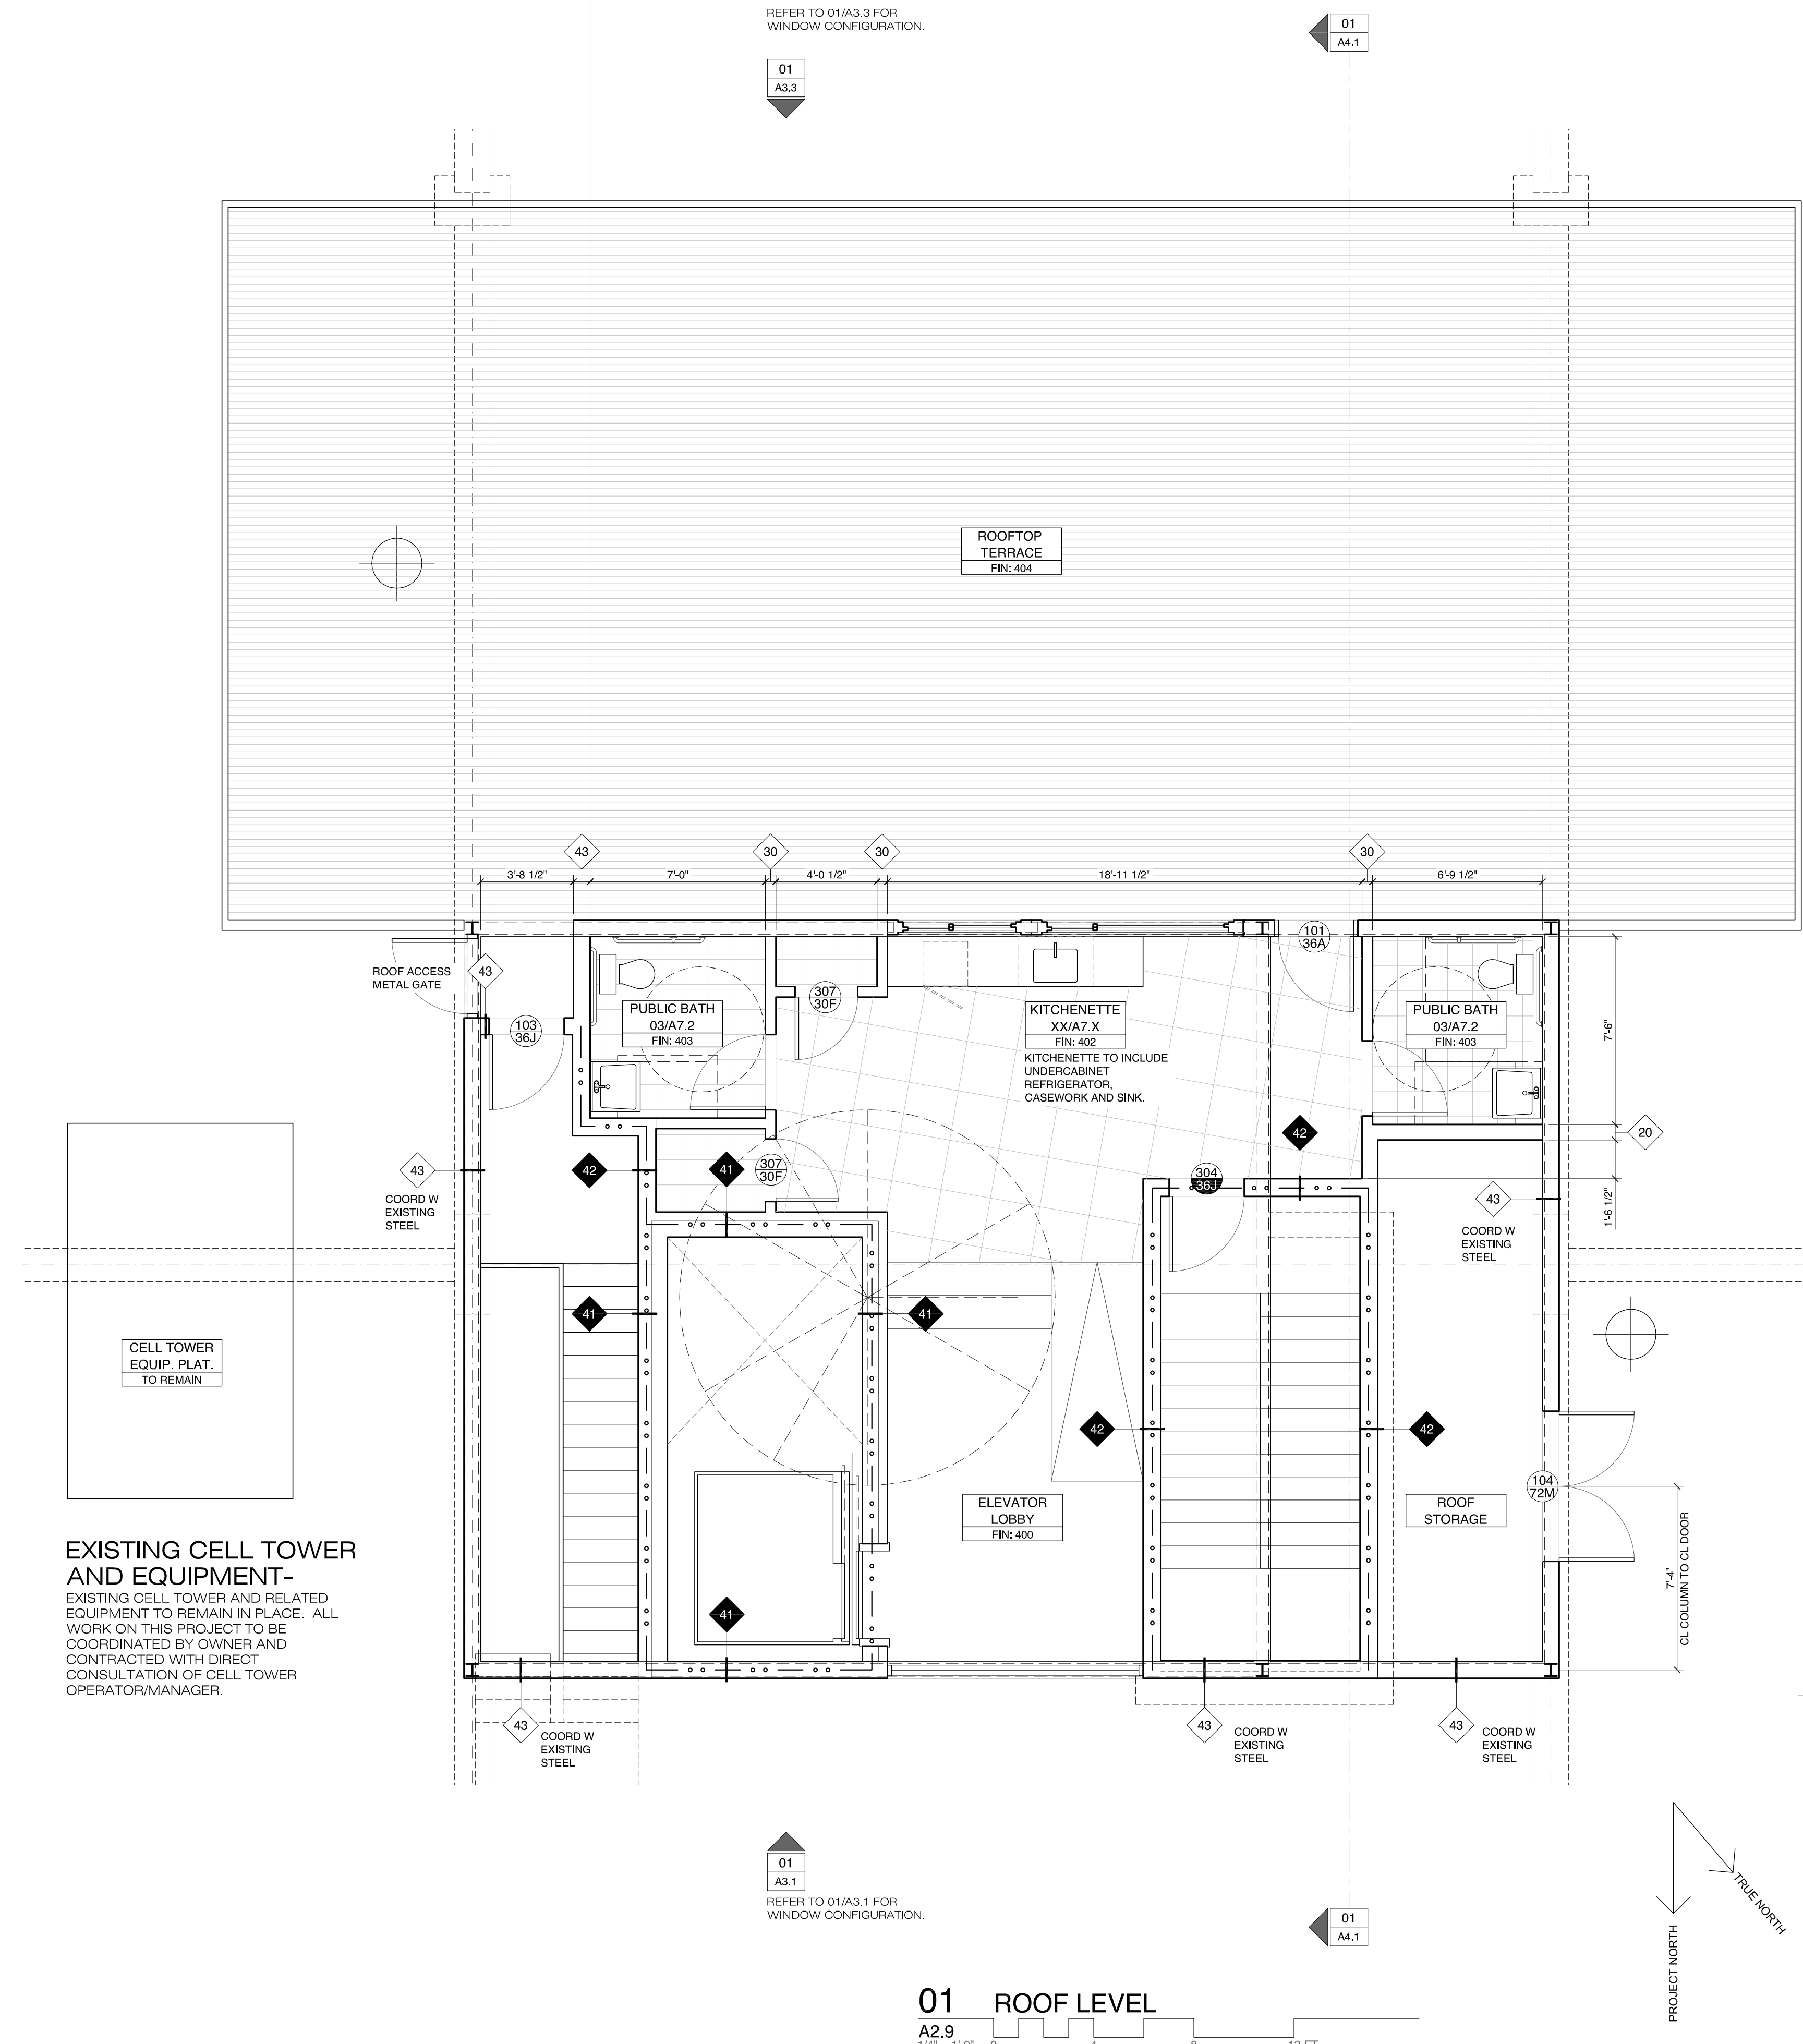 REFER TO 01/A3.3 FOR
WINDOW CONFIGURATION.
01
A3.3
01
A4.1
ROOFTOP
TERRACE
FIN: 404
43
30
30
30
3'-8 1/2"
7'-0"
4'-0 1/2"
18'-11 1/2"
6'-9 1/2"
ROOF ACCESS
METAL GATE
43
103
36J
PUBLIC BATH
03/A7.2
FIN: 403
307
30F
KITCHENETTE
XX/A7.X
FIN: 402
KITCHENETTE TO INCLUDE
UNDERCABINET
REFRIGERATOR,
CASEWORK AND SINK.
101
36A
PUBLIC BATH
03/A7.2
FIN: 403
7'-6"
20
1'-6 1/2"
43
COORD W
EXISTING
STEEL
42
41
307
30F
42
304
36J
43
COORD W
EXISTING
STEEL
41
41
CELL TOWER
EQUIP. PLAT.
TO REMAIN
42
42
ELEVATOR
LOBBY
FIN: 400
ROOF
STORAGE
104
72M
7'-4"
CL COLUMN TO CL DOOR
41
EXISTING CELL TOWER
AND EQUIPMENT-
EXISTING CELL TOWER AND RELATED
EQUIPMENT TO REMAIN IN PLACE. ALL
WORK ON THIS PROJECT TO BE
COORDINATED BY OWNER AND
CONTRACTED WITH DIRECT
CONSULTATION OF CELL TOWER
OPERATOR/MANAGER.
43
COORD W
EXISTING
STEEL
43
COORD W
EXISTING
STEEL
43
COORD W
EXISTING
STEEL
01
A3.1
REFER TO 01/A3.1 FOR
WINDOW CONFIGURATION.
01
A4.1
TRUE NORTH
PROJECT NORTH
01 ROOF LEVEL
A2.9